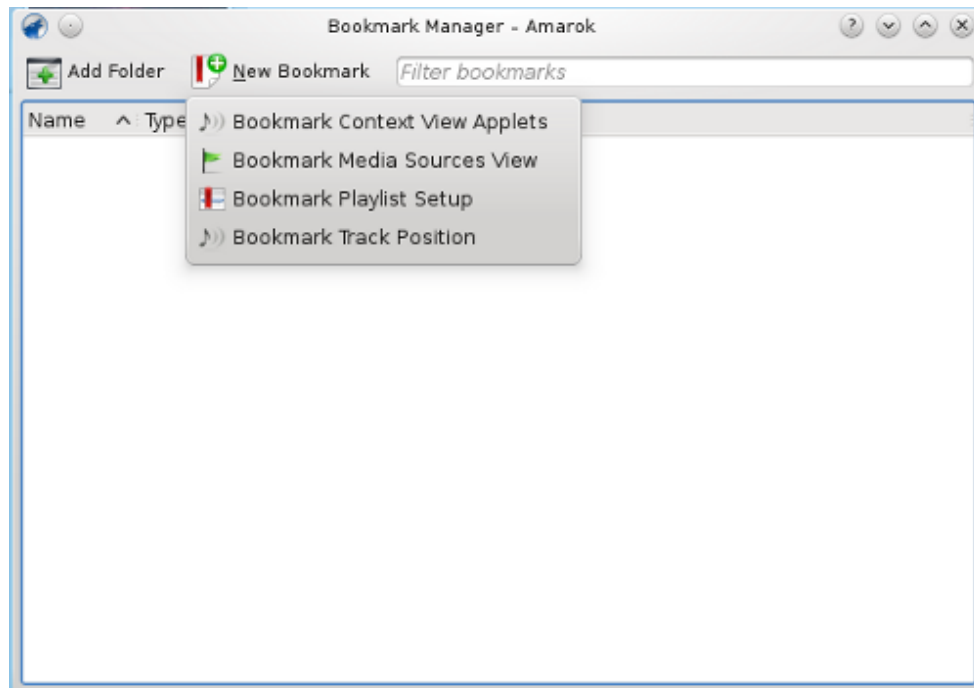 Bookmark Manager - Amarok
Add Folder New Bookmark Filter bookmarks
Name Type
Bookmark Context View Applets
Bookmark Media Sources View
Bookmark Playlist Setup
Bookmark Track Position